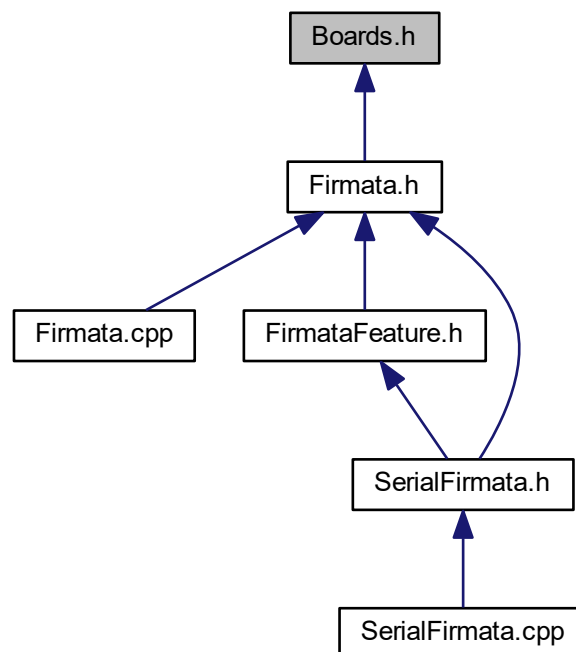 Boards.h
Firmata.h
Firmata.cpp
FirmataFeature.h
SerialFirmata.h
SerialFirmata.cpp